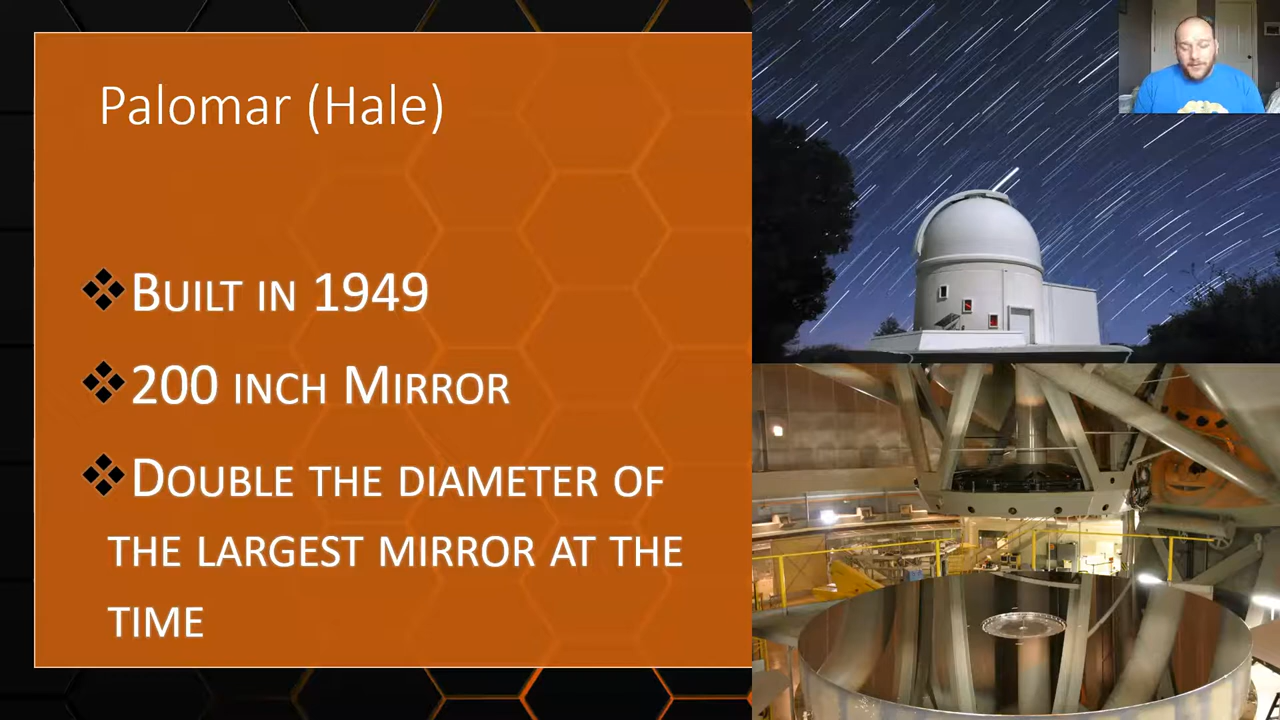 Palomar (Hale)
❖Built in 1949
❖200 inch Mirror
❖Double the diameter of
the largest mirror at the
time